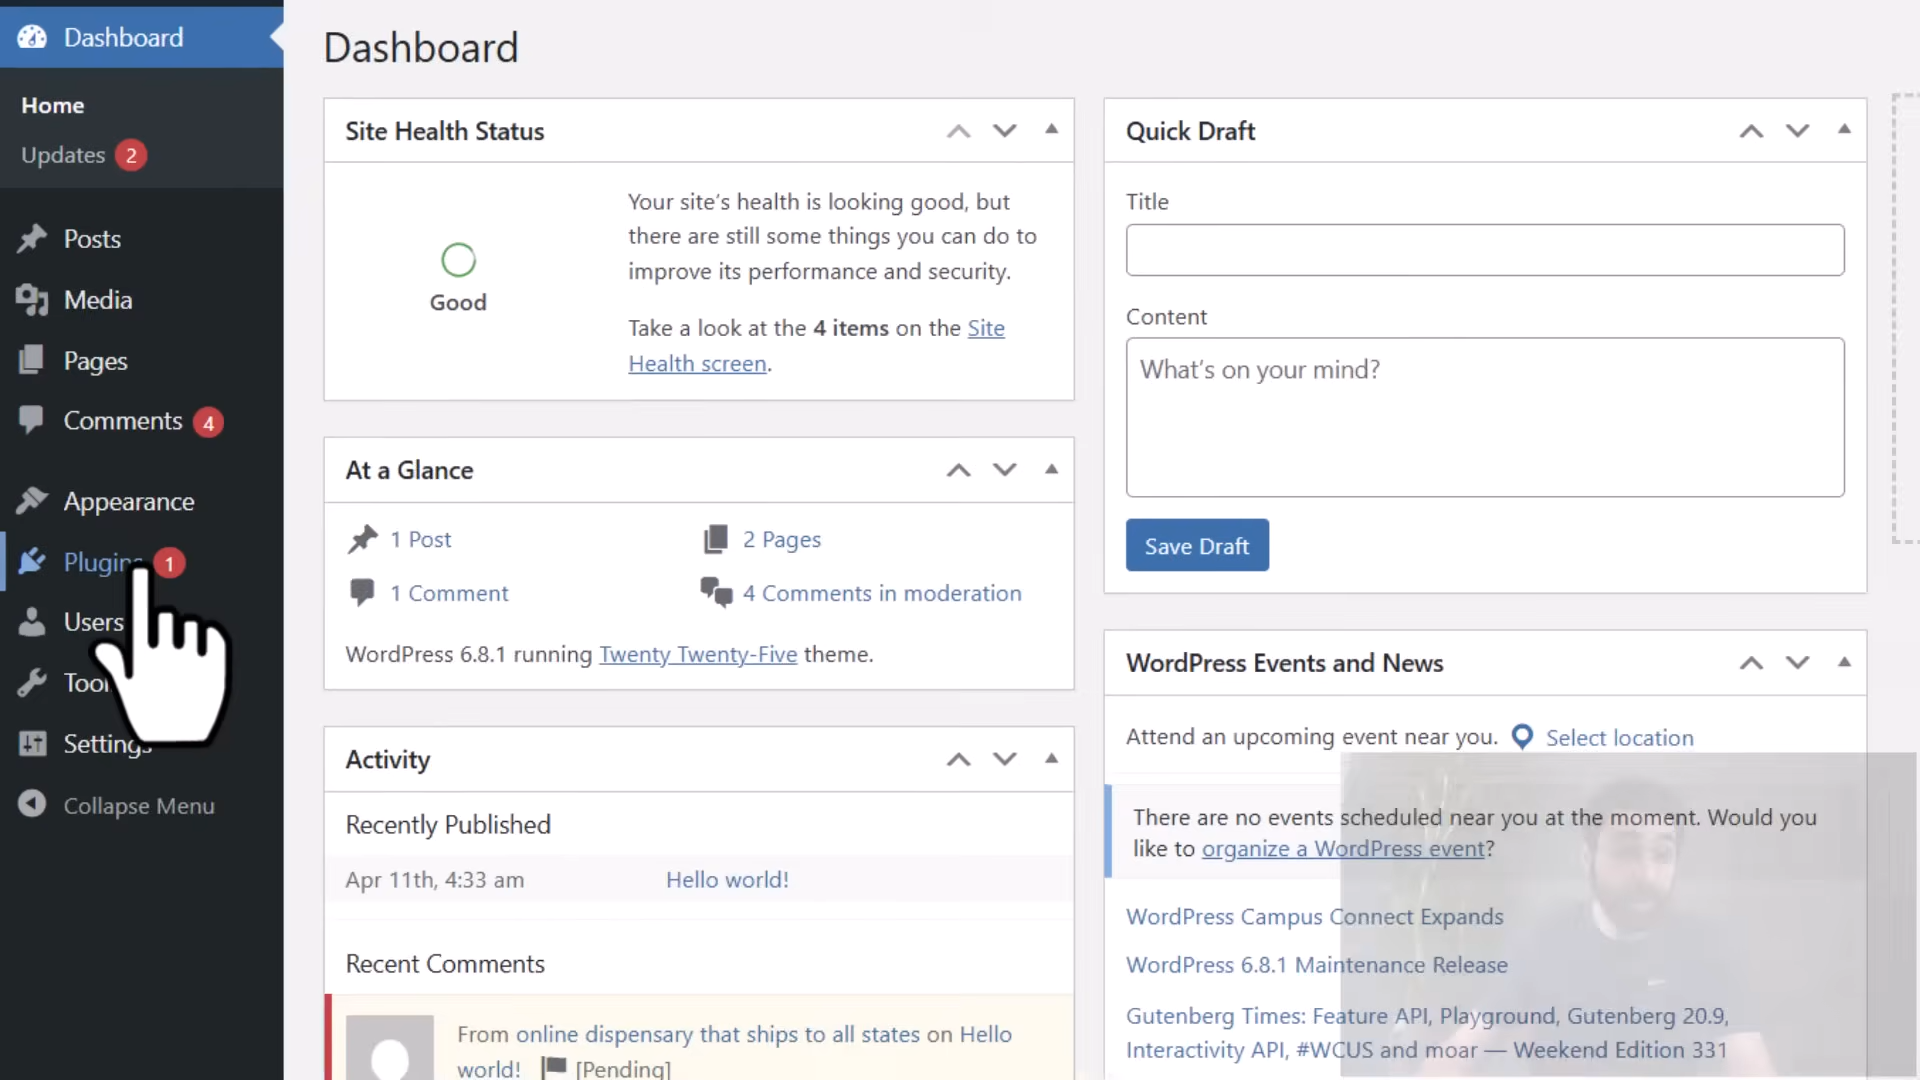 Dashboard
Home
Updates 2
Posts
Media
Pages
Comments 4
Appearance
Plugins 1
Users
Settings
Collapse Menu
Dashboard
Site Health Status
Good
Your site's health is looking good, but
there are still some things you can do to
improve its performance and security.
Take a look at the 4 items on the Site
Health screen.
At a Glance
1 Post
2 Pages
1 Comment
4 Comments in moderation
WordPress 6.8.1 running Twenty Twenty-Five theme.
Activity
Recently Published
Apr 11th, 4:33 am
Hello world!
Recent Comments
From online dispensary that ships to all states on Hello
world! [Pending]
Quick Draft
Title
Content
What's on your mind?
Save Draft
WordPress Events and News
Attend an upcoming event near you. Select location
There are no events scheduled near you at the moment. Would you
like to organize a WordPress event?
WordPress Campus Connect Expands
WordPress 6.8.1 Maintenance Release
Gutenberg Times: Feature API, Playground, Gutenberg 20.9,
Interactivity API, #WCUS and moar — Weekend Edition 331